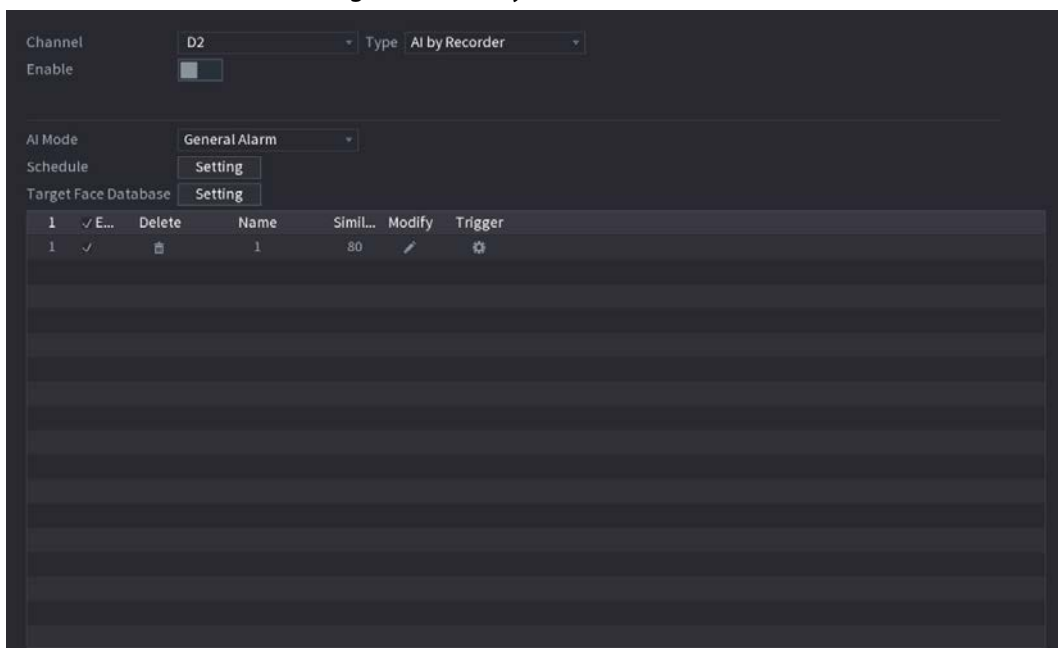 Channel D2 Type AI by Recorder
Enable
AI Mode General Alarm
Schedule Setting
Target Face Database Setting
1 ✓ E... Delete Name Simil... Modify Trigger
1 ✓ 1 80